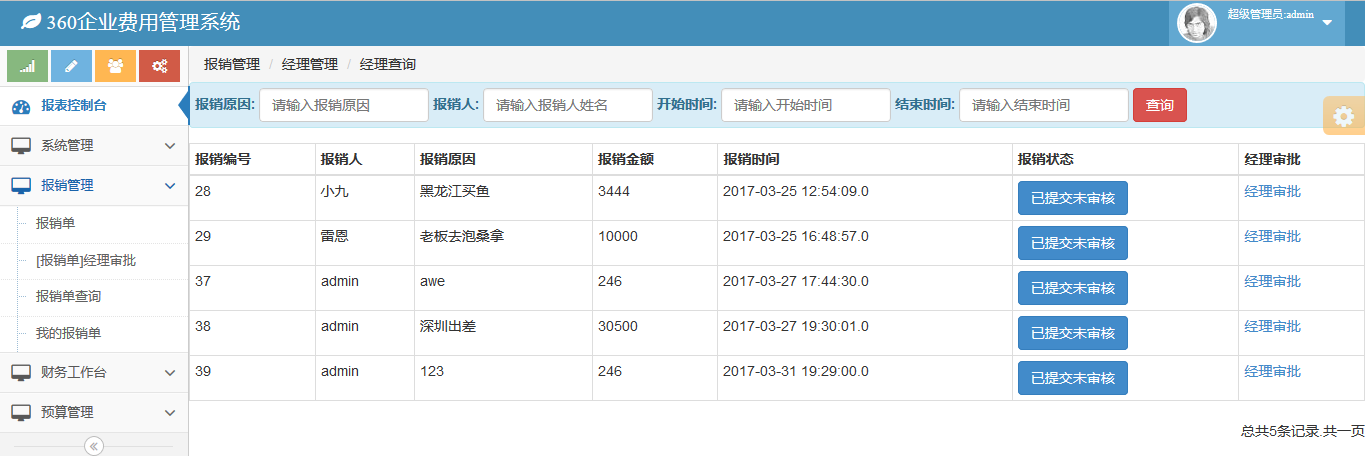 360企业费用管理系统
超级管理员:admin
报销管理 / 经理管理 / 经理查询
报表控制台
系统管理
报销管理
报销单
[报销单]经理审批
报销单查询
我的报销单
财务工作台
预算管理
报销原因: 请输入报销原因 报销人: 请输入报销人姓名 开始时间: 请输入开始时间 结束时间: 请输入结束时间 查询
报销编号 报销人 报销原因 报销金额 报销时间 报销状态 经理审批
28 小九 黑龙江买鱼 3444 2017-03-25 12:54:09.0 已提交未审核 经理审批
29 雷恩 老板去泡桑拿 10000 2017-03-25 16:48:57.0 已提交未审核 经理审批
37 admin awe 246 2017-03-27 17:44:30.0 已提交未审核 经理审批
38 admin 深圳出差 30500 2017-03-27 19:30:01.0 已提交未审核 经理审批
39 admin 123 246 2017-03-31 19:29:00.0 已提交未审核 经理审批
总共5条记录.共一页